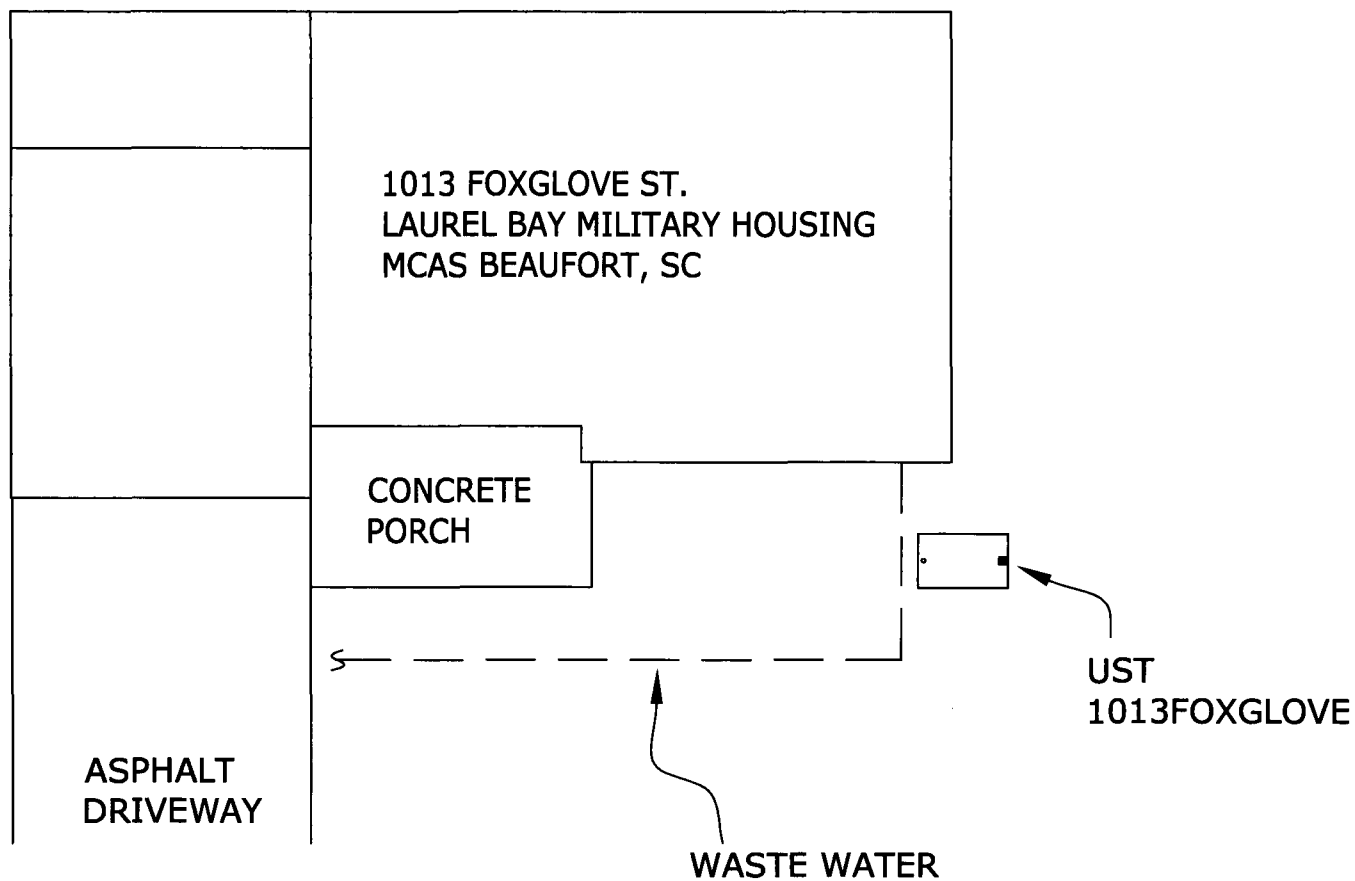 1013 FOXGLOVE ST.
LAUREL BAY MILITARY HOUSING
MCAS BEAUFORT, SC
CONCRETE
PORCH
UST
1013FOXGLOVE
ASPHALT
DRIVEWAY
WASTE WATER